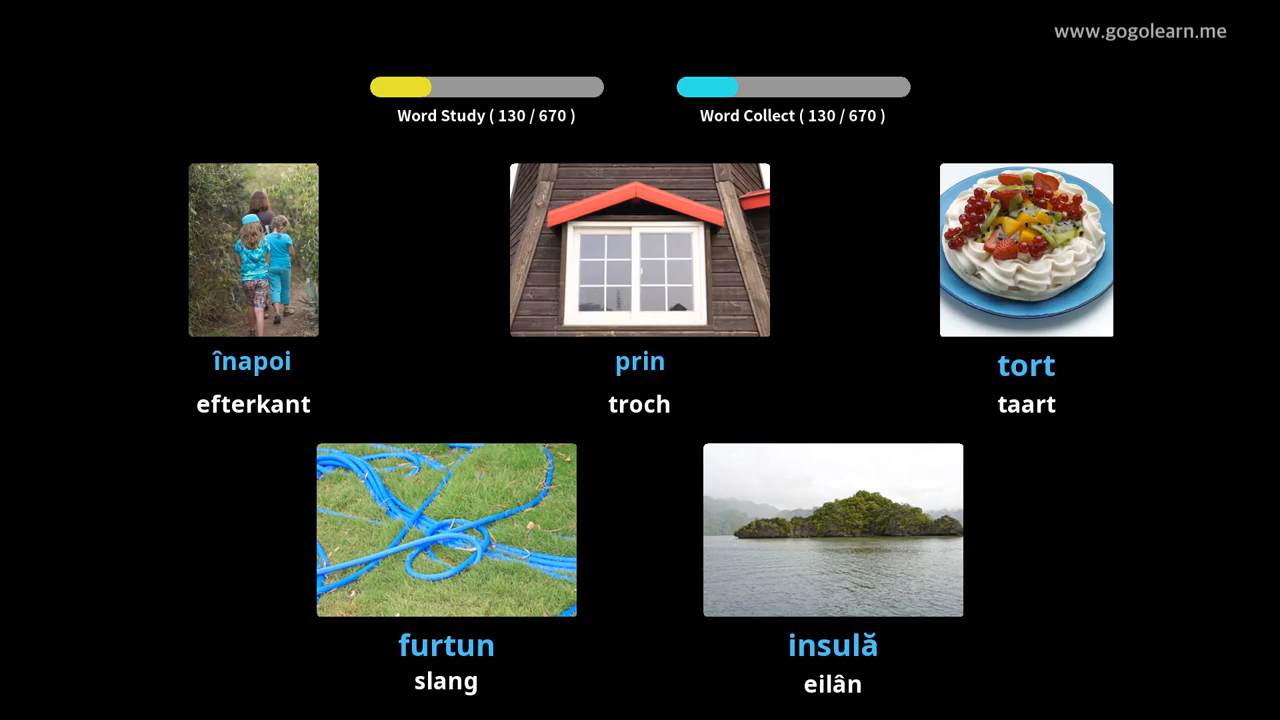 www.gogolearn.me
Word Study ( 130 / 670 )
Word Collect ( 130 / 670 )
înapoi
efterkant
prin
troch
tort
taart
furtun
slang
insulă
eilân